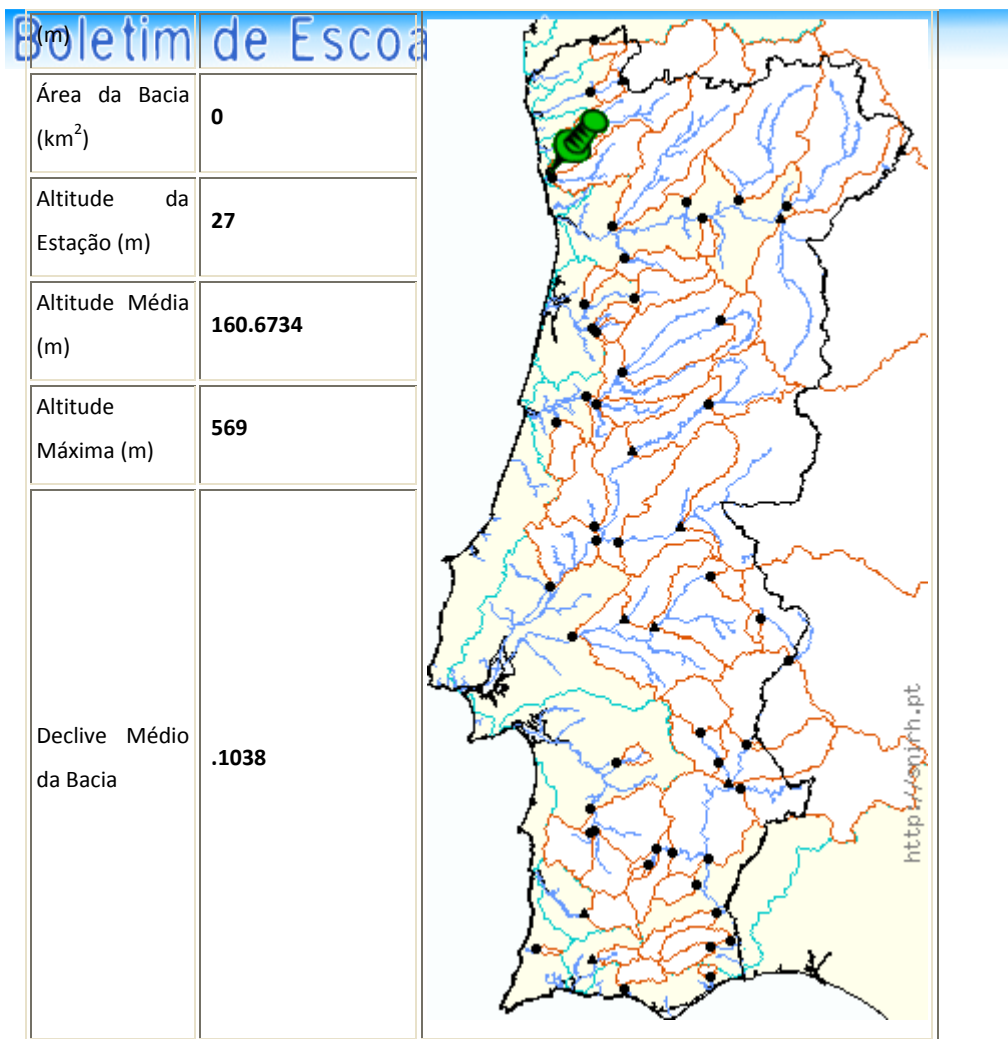 Boletim de Escoa
(m)
Área da Bacia
(km²)
0
Altitude da
Estação (m)
27
Altitude Média
(m)
160.6734
Altitude
Máxima (m)
569
Declive Médio
da Bacia
.1038
http://snirh.pt